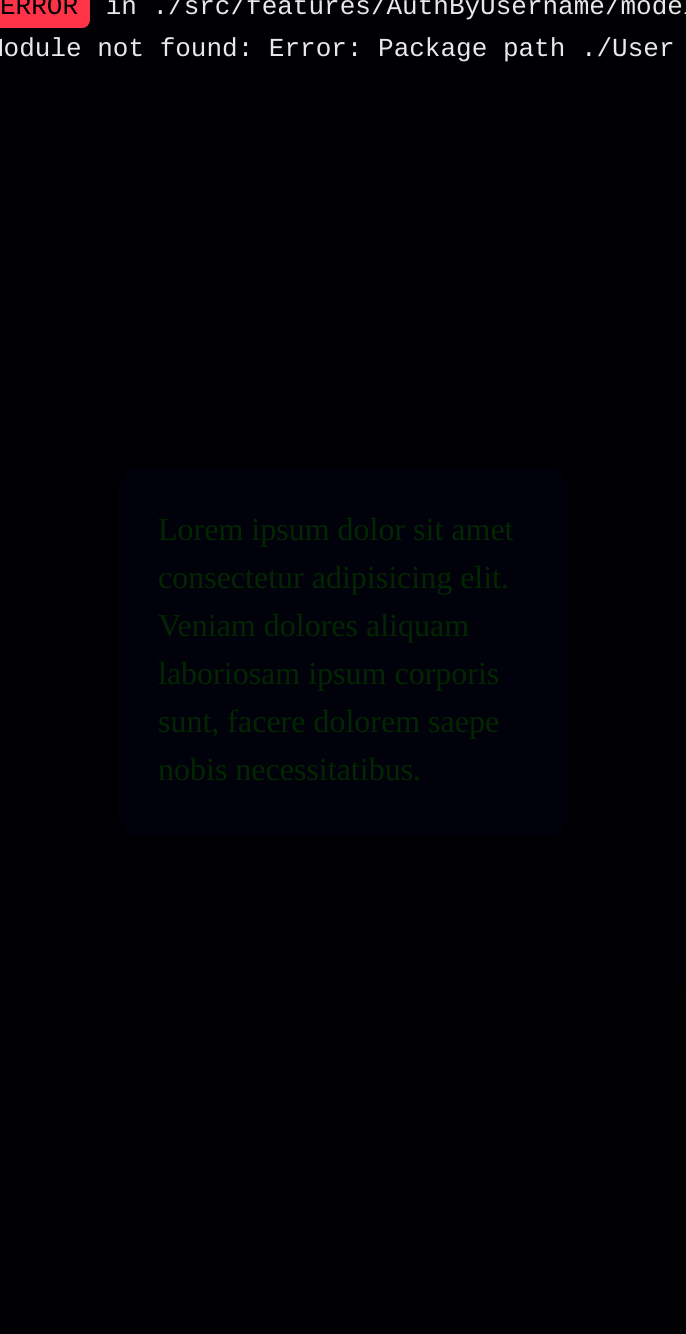 ERROR in ./src/features/AuthByUsername/model
Module not found: Error: Package path ./User
Lorem ipsum dolor sit amet
consectetur adipisicing elit.
Veniam dolores aliquam
laboriosam ipsum corporis
sunt, facere dolorem saepe
nobis necessitatibus.